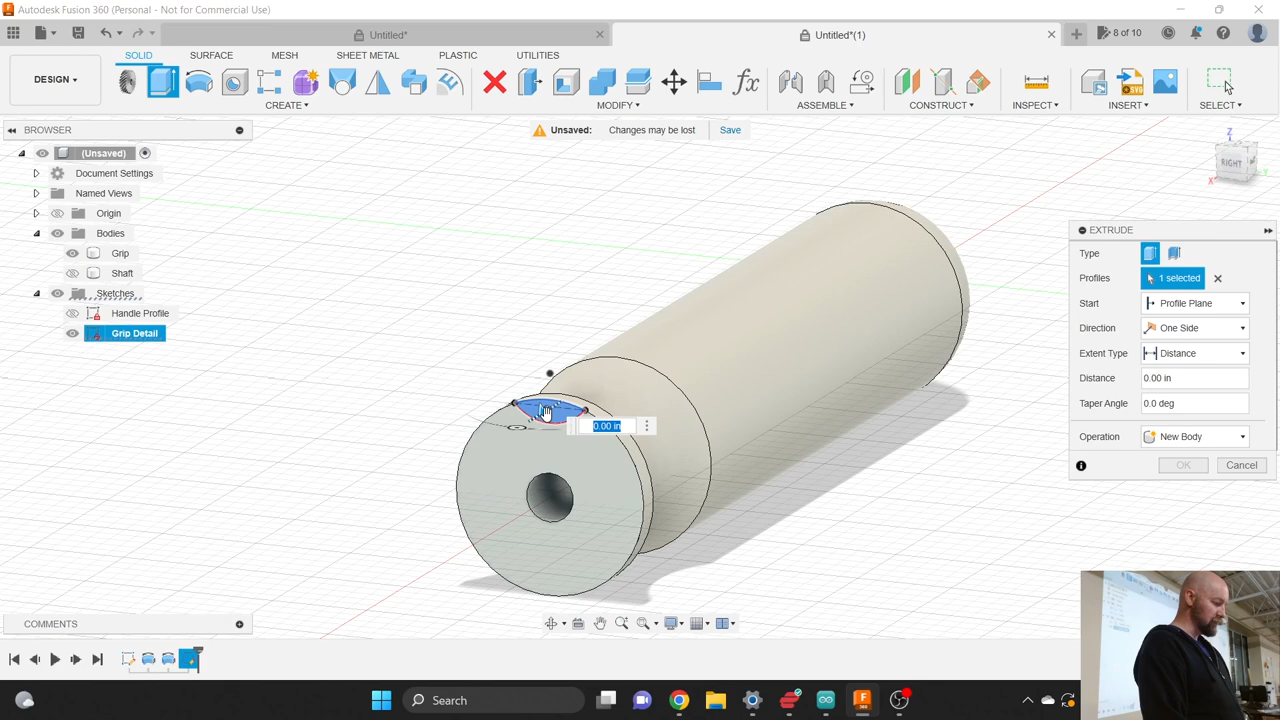 Autodesk Fusion 360 (Personal - Not for Commercial Use)
Untitled*
Untitled*(1)
8 of 10
DESIGN
SOLID
SURFACE
MESH
SHEET METAL
PLASTIC
UTILITIES
CREATE
MODIFY
ASSEMBLE
CONSTRUCT
INSPECT
INSERT
SELECT
BROWSER
Unsaved: Changes may be lost Save
(Unsaved)
Document Settings
Named Views
Origin
Bodies
Grip
Shaft
Sketches
Handle Profile
Grip Detail
Z
RIGHT
X
Y
0.00 in
EXTRUDE
Type
Profiles 1 selected
Start Profile Plane
Direction One Side
Extent Type Distance
Distance 0.00 in
Taper Angle 0.0 deg
Operation New Body
OK Cancel
COMMENTS
Search